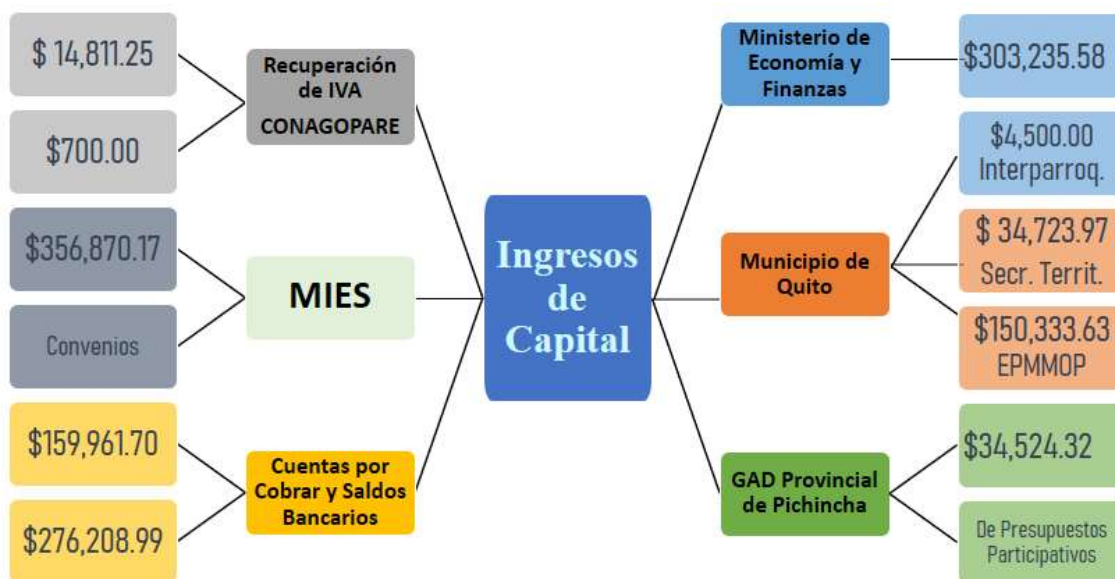 $ 14,811.25
$700.00
Recuperación
de IVA
CONAGOPARE
$356,870.17
Convenios
MIES
$159,961.70
$276,208.99
Cuentas por
Cobrar y Saldos
Bancarios
Ingresos
de
Capital
Ministerio de
Economía y
Finanzas
$303,235.58
Municipio de
Quito
$4,500.00
Interparroq.
$ 34,723.97
Secr. Territ.
$150,333.63
EPMMOP
GAD Provincial
de Pichincha
$34,524.32
De Presupuestos
Participativos